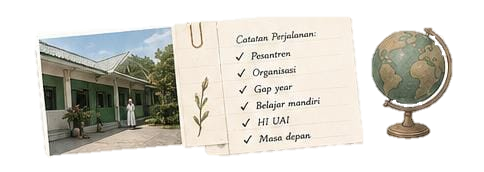 Catatan Perjalanan:
✓ Pesantren
✓ Organisasi
✓ Gap year
✓ Belajar mandiri
✓ HI UAI
✓ Masa depan